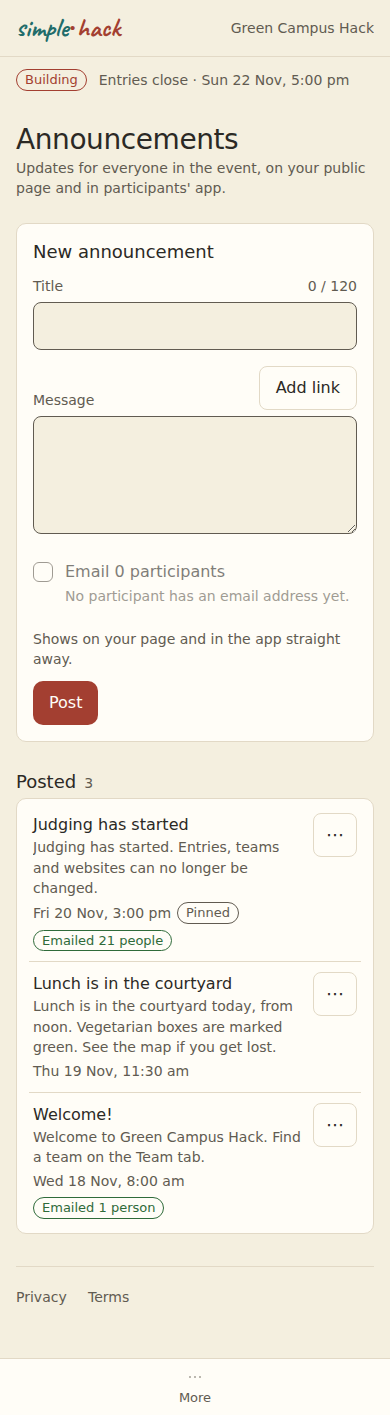 simple·hack
Green Campus Hack
Building
Entries close · Sun 22 Nov, 5:00 pm
Announcements
Updates for everyone in the event, on your public
page and in participants' app.
New announcement
Title
0 / 120
Add link
Message
Email 0 participants
No participant has an email address yet.
Shows on your page and in the app straight
away.
Post
Posted 3
Judging has started
···
Judging has started. Entries, teams
and websites can no longer be
changed.
Fri 20 Nov, 3:00 pm Pinned
Emailed 21 people
Lunch is in the courtyard
···
Lunch is in the courtyard today, from
noon. Vegetarian boxes are marked
green. See the map if you get lost.
Thu 19 Nov, 11:30 am
Welcome!
···
Welcome to Green Campus Hack. Find
a team on the Team tab.
Wed 18 Nov, 8:00 am
Emailed 1 person
Privacy Terms
···
More